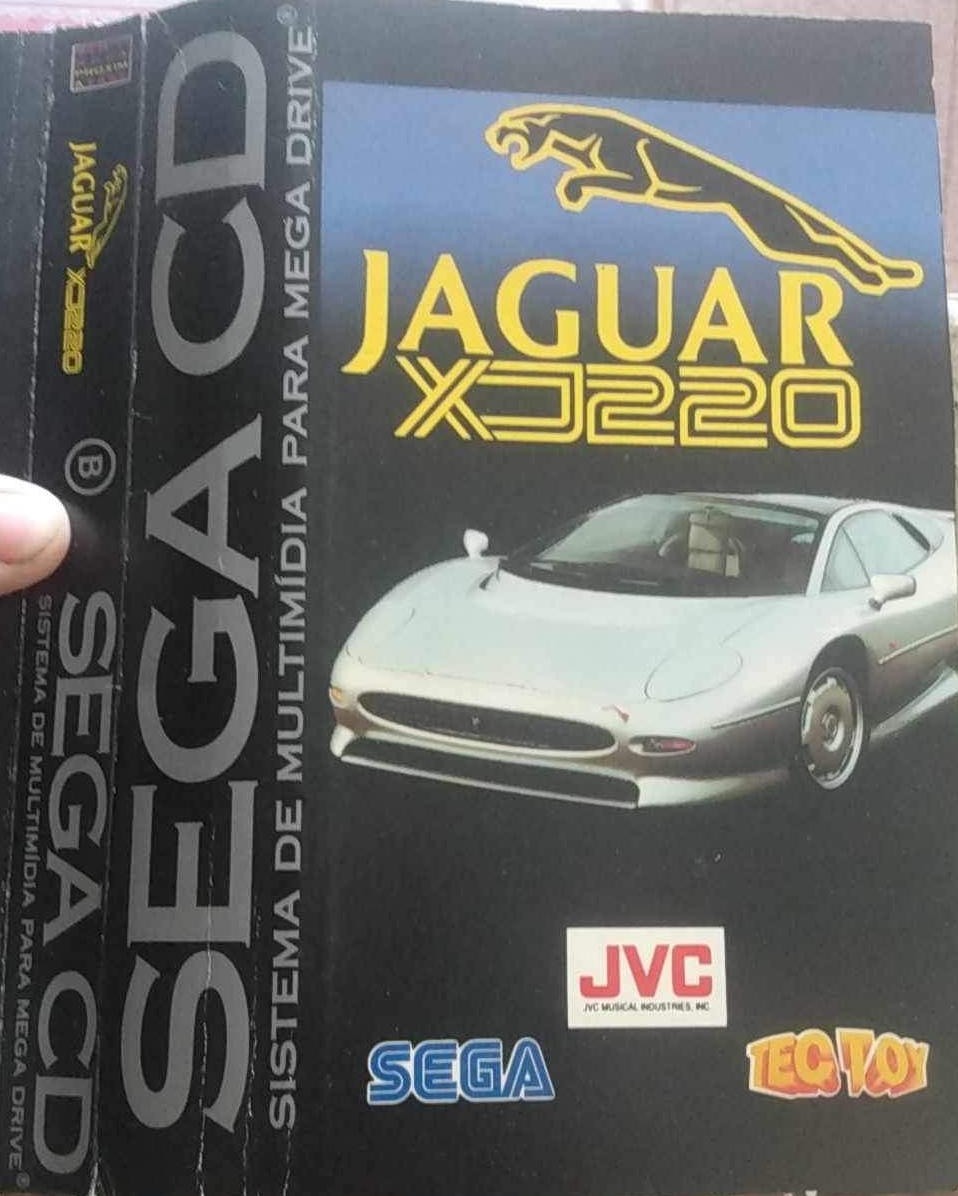 JAGUAR
XJ220
B
SEGA CD
SISTEMA DE MULTIMÍDIA PARA MEGA DRIVE®
SEGA CD
SISTEMA DE MULTIMÍDIA PARA MEGA DRIVE®
JAGUAR
XJ220
JVC
JVC MUSICAL INDUSTRIES, INC.
SEGA
TEC TOY